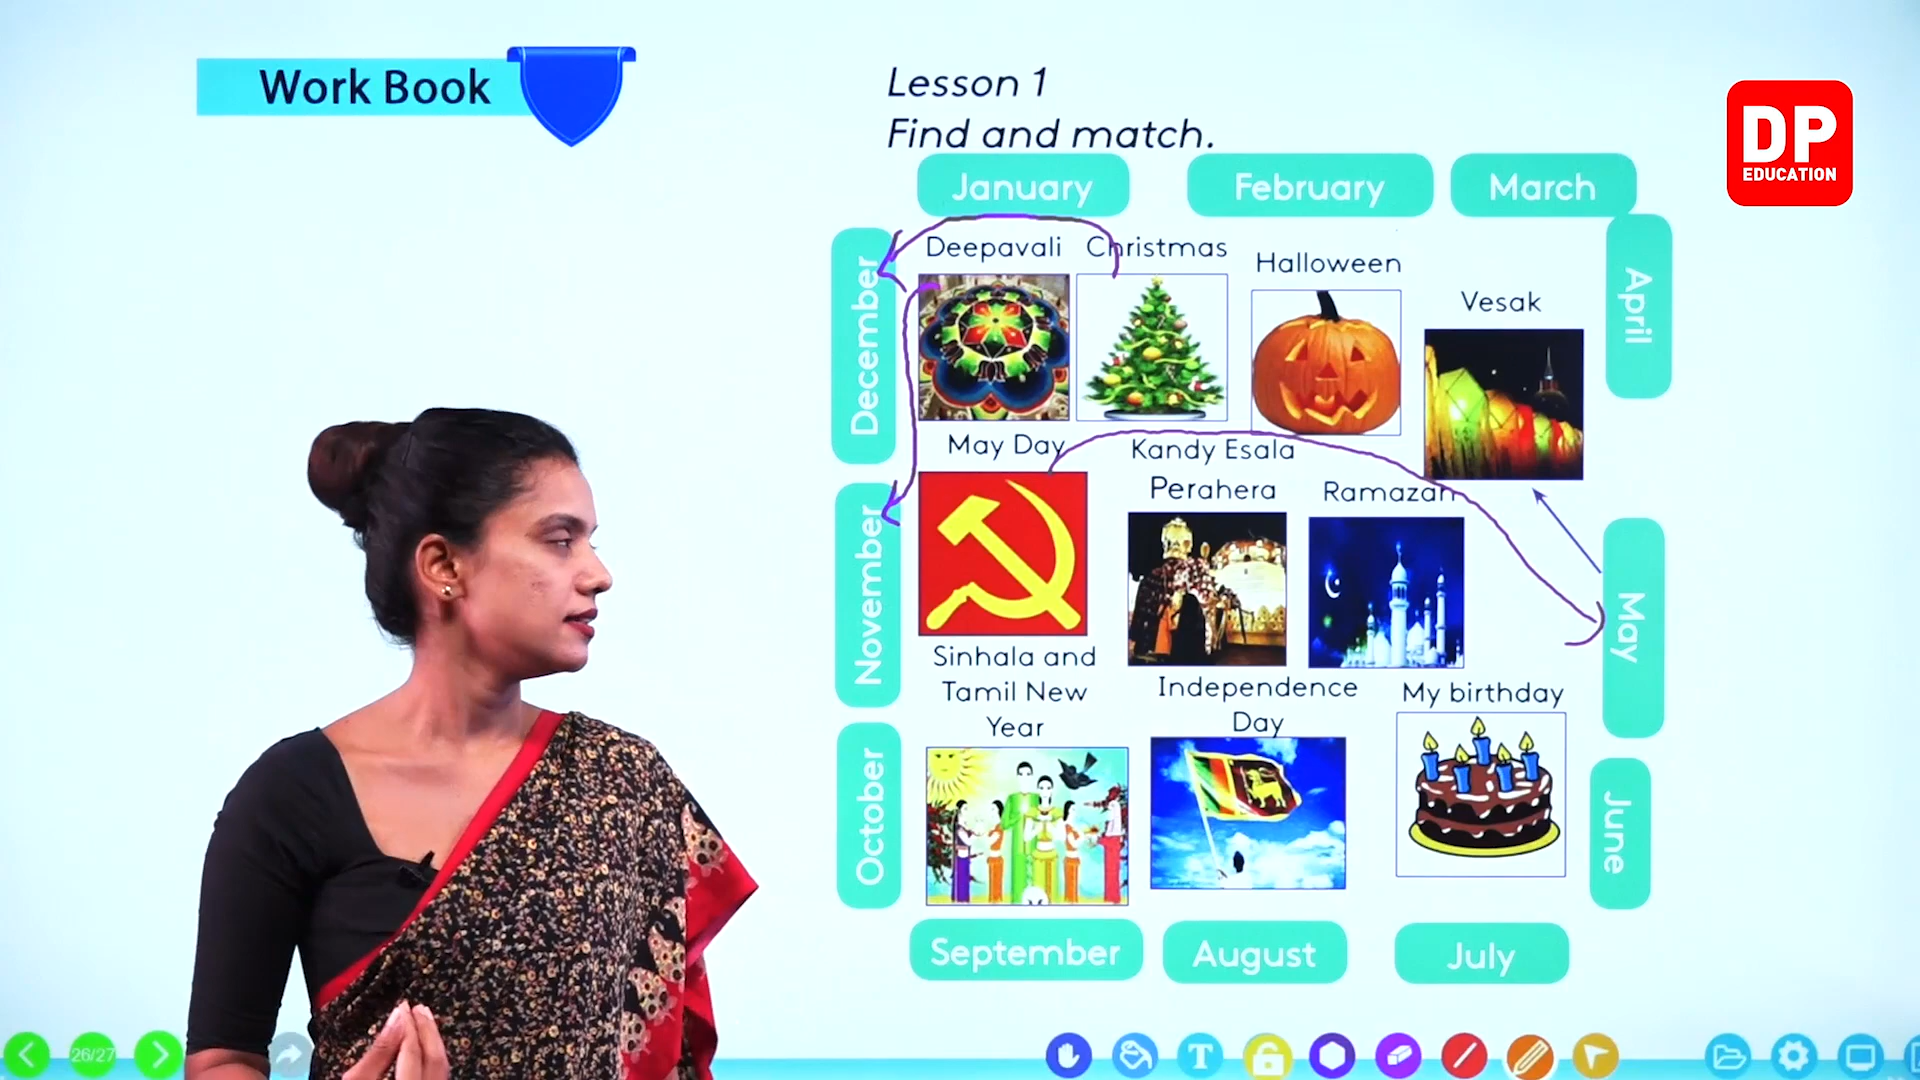 Work Book
Lesson 1
Find and match.
DP
EDUCATION
January
February
March
April
May
June
July
August
September
October
November
December
Deepavali
Christmas
Halloween
Vesak
May Day
Kandy Esala
Perahera
Ramazan
Sinhala and
Tamil New
Year
Independence
Day
My birthday
26/27
T